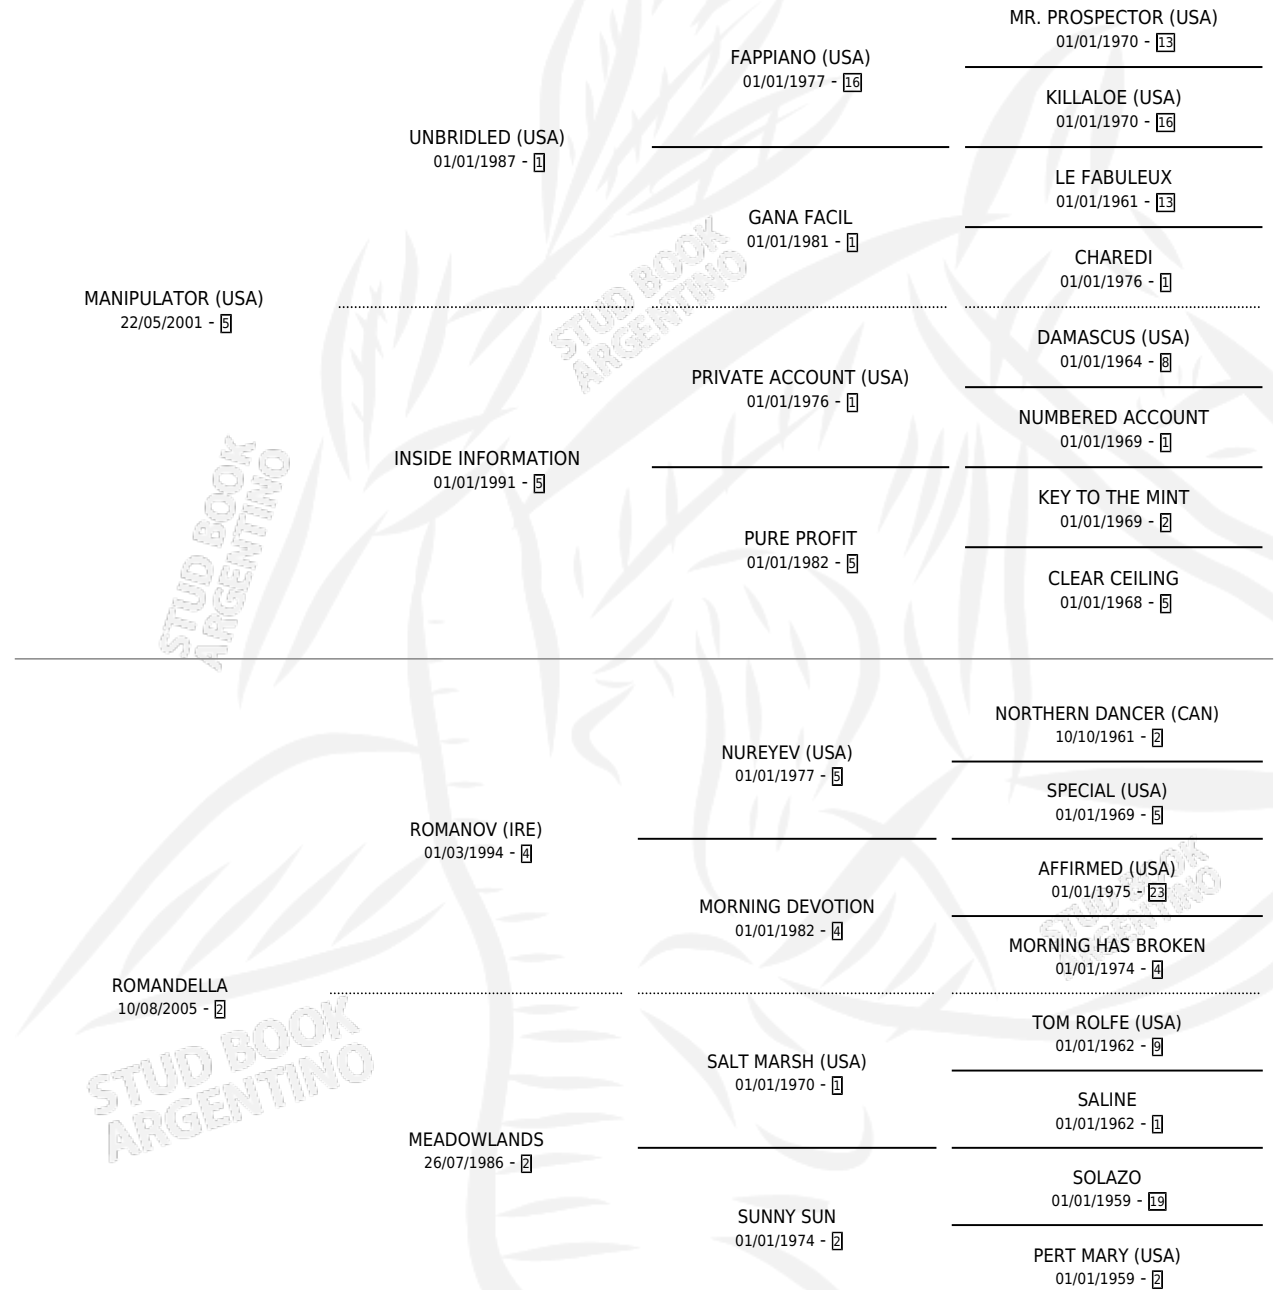 MR. PROSPECTOR (USA)
01/01/1970 - 13
FAPPIANO (USA)
01/01/1977 - 16
KILLALOE (USA)
01/01/1970 - 16
UNBRIDLED (USA)
01/01/1987 - 1
LE FABULEUX
01/01/1961 - 13
GANA FACIL
01/01/1981 - 1
CHAREDI
01/01/1976 - 1
MANIPULATOR (USA)
22/05/2001 - 5
STUD BOOK
ARGENTINO
DAMASCUS (USA)
01/01/1964 - 8
PRIVATE ACCOUNT (USA)
01/01/1976 - 1
NUMBERED ACCOUNT
01/01/1969 - 1
INSIDE INFORMATION
01/01/1991 - 5
KEY TO THE MINT
01/01/1969 - 2
PURE PROFIT
01/01/1982 - 5
CLEAR CEILING
01/01/1968 - 5
STUD BOOK
ARGENTINO
NORTHERN DANCER (CAN)
10/10/1961 - 2
NUREYEV (USA)
01/01/1977 - 5
SPECIAL (USA)
01/01/1969 - 5
ROMANOV (IRE)
01/03/1994 - 4
AFFIRMED (USA)
01/01/1975 - 23
STUD BOOK
ARGENTINO
MORNING DEVOTION
01/01/1982 - 4
MORNING HAS BROKEN
01/01/1974 - 4
ROMANDELLA
10/08/2005 - 2
STUD BOOK
ARGENTINO
TOM ROLFE (USA)
01/01/1962 - 9
SALT MARSH (USA)
01/01/1970 - 1
SALINE
01/01/1962 - 1
MEADOWLANDS
26/07/1986 - 2
SOLAZO
01/01/1959 - 19
SUNNY SUN
01/01/1974 - 2
PERT MARY (USA)
01/01/1959 - 2